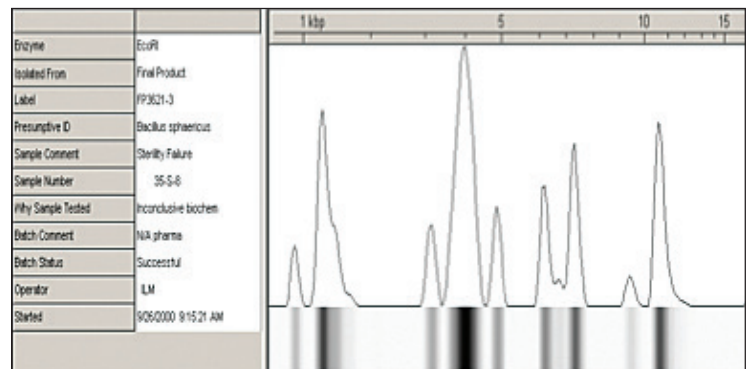 1 kbp 5 10 15
Enzyme EcoRI
Isolated From Final Product
Label FP3621-3
Presumptive ID Bacillus sphaericus
Sample Comment Sterility Failure
Sample Number 35-S-8
Why Sample Tested Inconclusive biochem
Batch Comment N/A pharma
Batch Status Successful
Operator ILM
Started 9/26/2000 9:15:21 AM